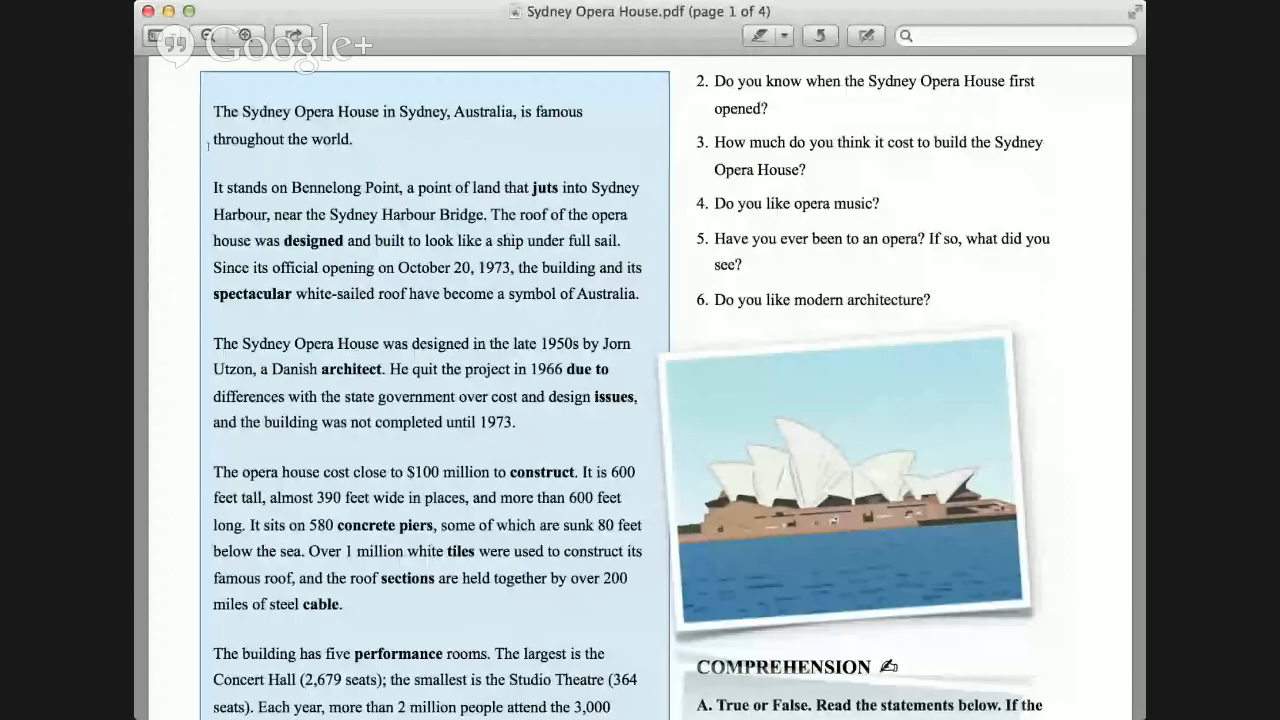 Sydney Opera House.pdf (page 1 of 4)
Google+
The Sydney Opera House in Sydney, Australia, is famous
throughout the world.
It stands on Bennelong Point, a point of land that juts into Sydney
Harbour, near the Sydney Harbour Bridge. The roof of the opera
house was designed and built to look like a ship under full sail.
Since its official opening on October 20, 1973, the building and its
spectacular white-sailed roof have become a symbol of Australia.
The Sydney Opera House was designed in the late 1950s by Jorn
Utzon, a Danish architect. He quit the project in 1966 due to
differences with the state government over cost and design issues,
and the building was not completed until 1973.
The opera house cost close to $100 million to construct. It is 600
feet tall, almost 390 feet wide in places, and more than 600 feet
long. It sits on 580 concrete piers, some of which are sunk 80 feet
below the sea. Over 1 million white tiles were used to construct its
famous roof, and the roof sections are held together by over 200
miles of steel cable.
The building has five performance rooms. The largest is the
Concert Hall (2,679 seats); the smallest is the Studio Theatre (364
seats). Each year, more than 2 million people attend the 3,000
2. Do you know when the Sydney Opera House first
opened?
3. How much do you think it cost to build the Sydney
Opera House?
4. Do you like opera music?
5. Have you ever been to an opera? If so, what did you
see?
6. Do you like modern architecture?
COMPREHENSION
A. True or False. Read the statements below. If the